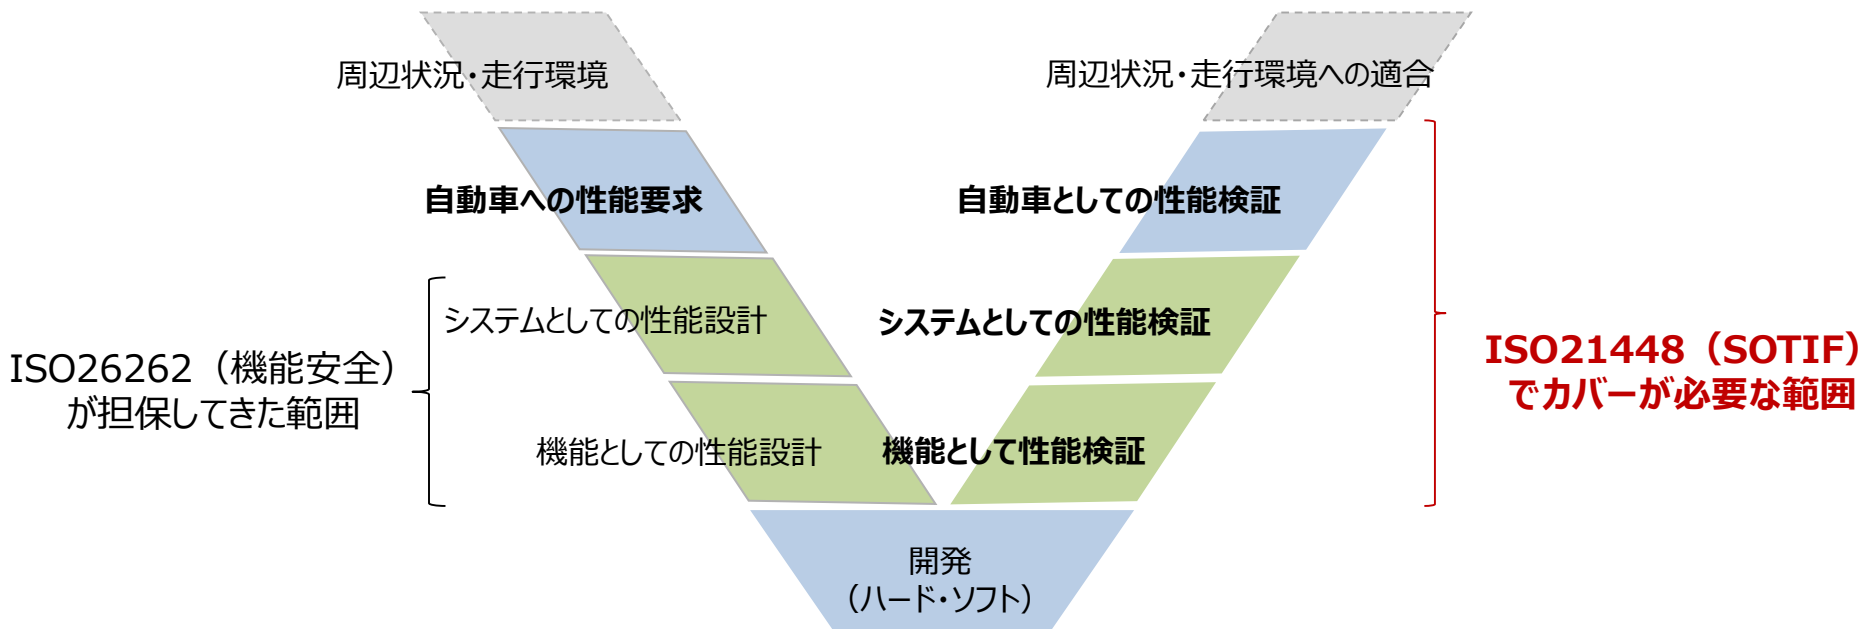 周辺状況・走行環境
周辺状況・走行環境への適合
自動車への性能要求
自動車としての性能検証
システムとしての性能設計
システムとしての性能検証
ISO26262（機能安全）
が担保してきた範囲
ISO21448（SOTIF）
でカバーが必要な範囲
機能としての性能設計
機能として性能検証
開発
（ハード・ソフト）